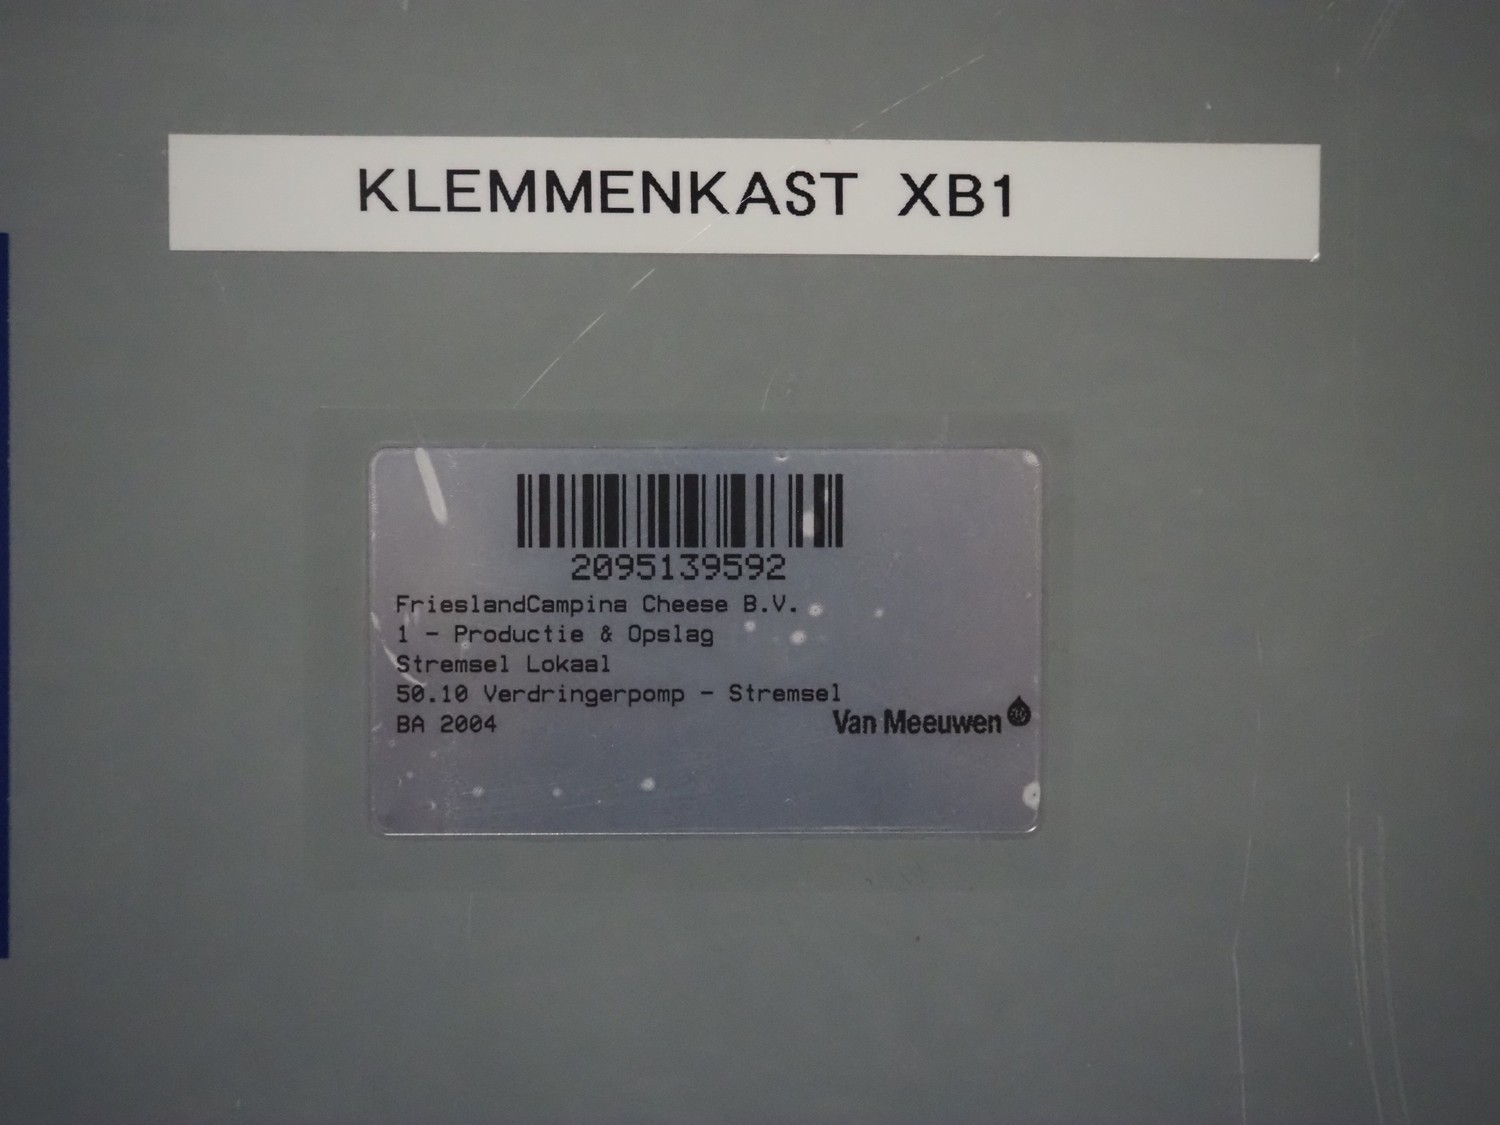 KLEMMENKAST XB1
2095139592
FrieslandCampina Cheese B.V.
1 - Productie & Opslag
Stremsel Lokaal
50.10 Verdringerpomp - Stremsel
BA 2004
Van Meeuwen